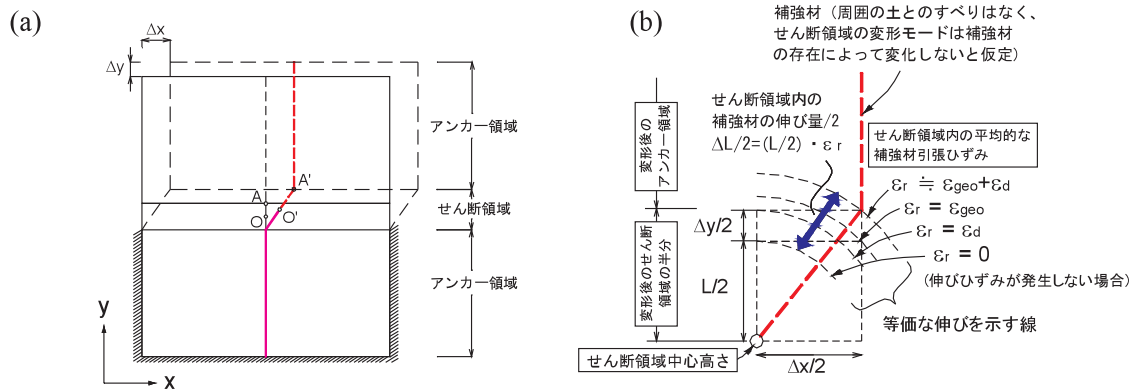 (a)
Δx
Δy
アンカー領域
A'
A
せん断領域
O
O'
アンカー領域
y
x
(b)
補強材（周囲の土とのすべりはなく、
せん断領域の変形モードは補強材
の存在によって変化しないと仮定）
せん断領域内の
補強材の伸び量/2
ΔL/2=(L/2)・εr
変形後の
アンカー領域
せん断領域内の平均的な
補強材引張ひずみ
εr ≒ εgeo+εd
εr = εgeo
εr = εd
εr = 0
(伸びひずみが発生しない場合)
Δy/2
L/2
変形後のせん断
領域の半分
等価な伸びを示す線
せん断領域中心高さ
Δx/2